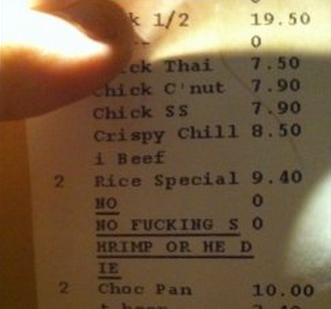 k 1/2 19.50
0
ick Thai 7.50
Chick C'nut 7.90
Chick SS 7.90
Crispy Chill 8.50
i Beef
2 Rice Special 9.40
NO 0
NO FUCKING S 0
HRIMP OR HE D
IE
2 Choc Pan 10.00